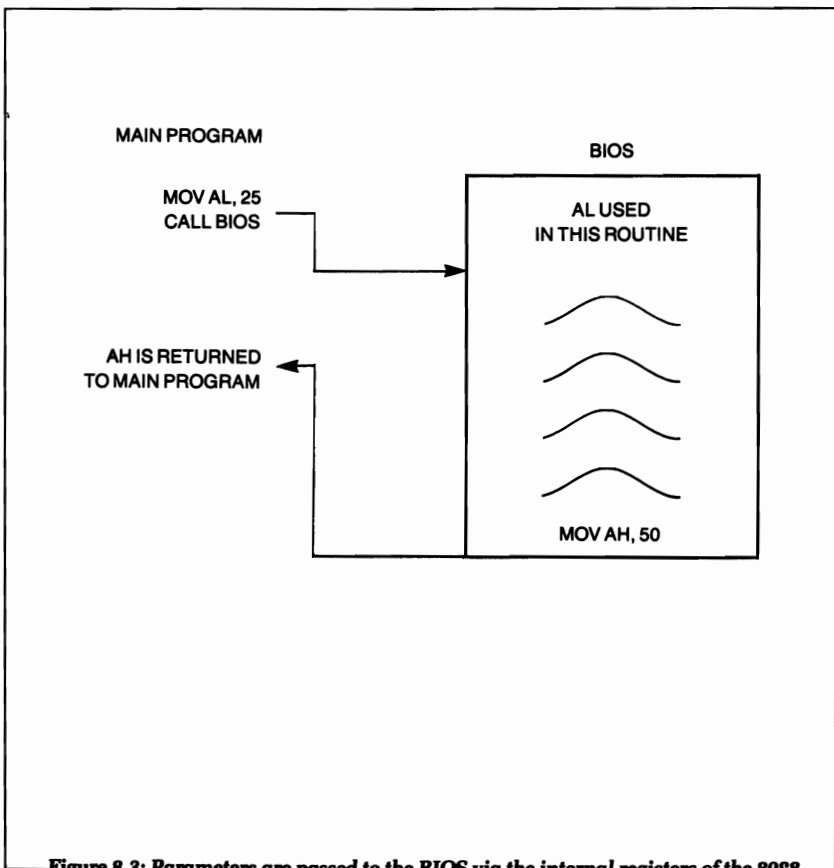 MAIN PROGRAM
BIOS
MOV AL, 25
CALL BIOS
AL USED
IN THIS ROUTINE
AH IS RETURNED
TO MAIN PROGRAM
MOV AH, 50
Figure 8.3: Parameters are passed to the BIOS via the internal registers of the 8088